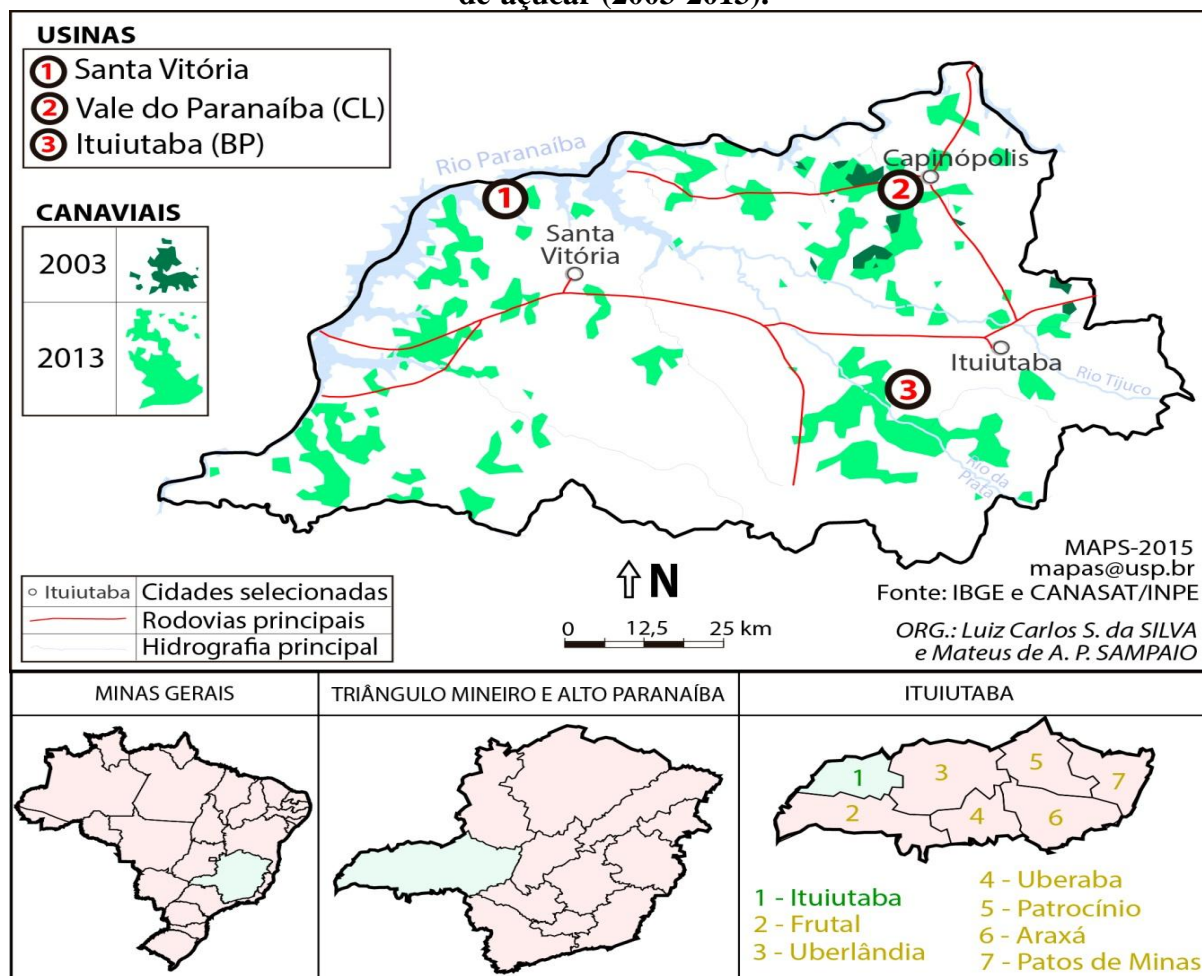 de açúcar (2003-2013).
USINAS
1 Santa Vitória
2 Vale do Paranaíba (CL)
3 Ituiutaba (BP)
CANAVIAIS
2003
2013
Rio Paranaíba
1
Santa
Vitória
Capinópolis
2
Ituiutaba
3
Rio Tijuco
Rio da
Prata
Ituiutaba Cidades selecionadas
Rodovias principais
Hidrografia principal
N
0 12,5 25 km
MAPS-2015
mapas@usp.br
Fonte: IBGE e CANASAT/INPE
ORG.: Luiz Carlos S. da SILVA
e Mateus de A. P. SAMPAIO
MINAS GERAIS
TRIÂNGULO MINEIRO E ALTO PARANAÍBA
ITUIUTABA
1
2
3
4
5
6
7
1 - Ituiutaba
2 - Frutal
3 - Uberlândia
4 - Uberaba
5 - Patrocínio
6 - Araxá
7 - Patos de Minas